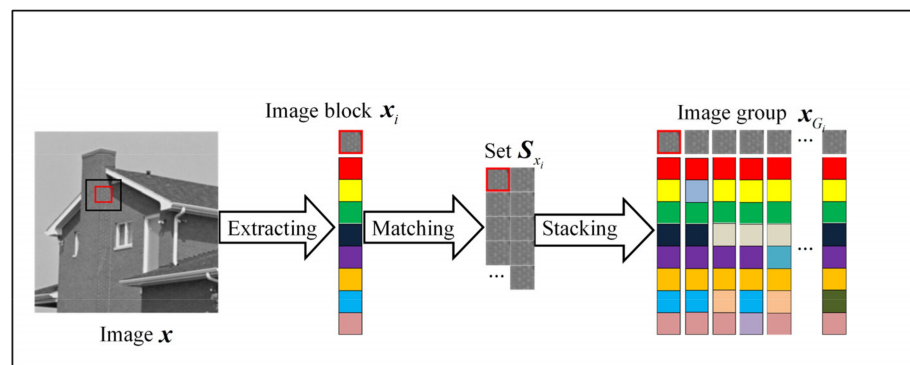 Image block x_i
Image group x_{G_i}
Set S_{x_i}
...
Extracting
Matching
Stacking
...
...
Image x